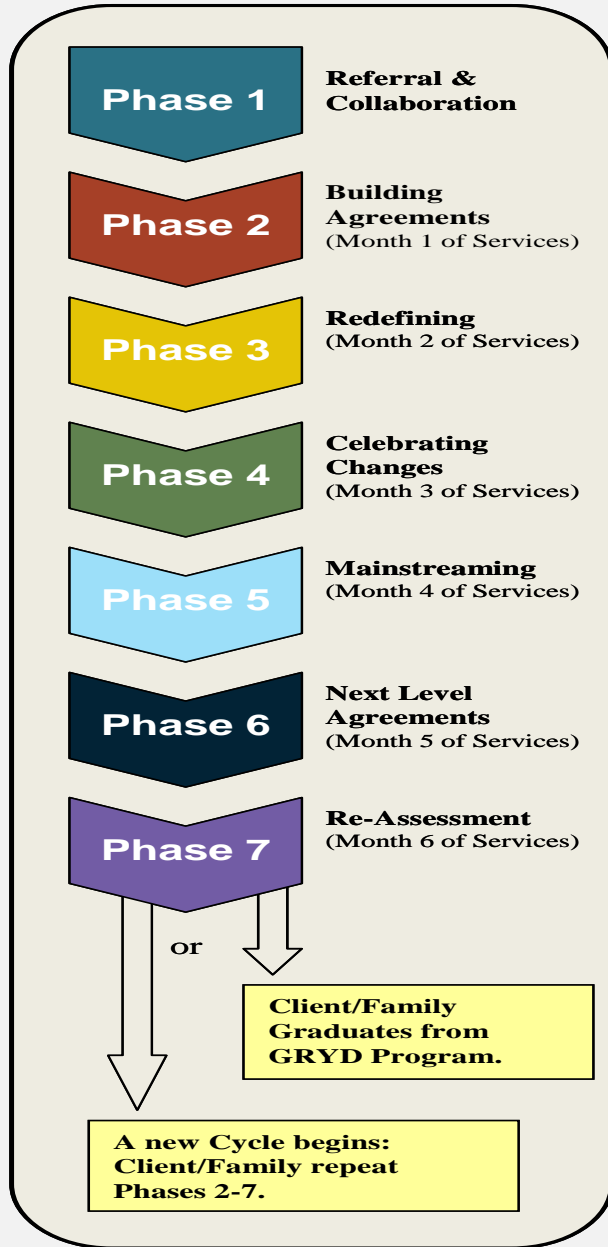 Phase 1
Referral &
Collaboration
Phase 2
Building
Agreements
(Month 1 of Services)
Phase 3
Redefining
(Month 2 of Services)
Phase 4
Celebrating
Changes
(Month 3 of Services)
Phase 5
Mainstreaming
(Month 4 of Services)
Phase 6
Next Level
Agreements
(Month 5 of Services)
Phase 7
Re-Assessment
(Month 6 of Services)
or
Client/Family
Graduates from
GRYD Program.
A new Cycle begins:
Client/Family repeat
Phases 2-7.